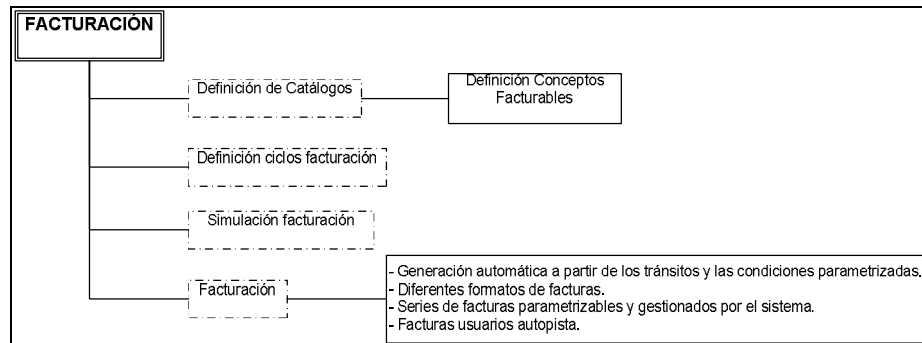 FACTURACIÓN
Definición de Catálogos
Definición Conceptos
Facturables
Definición ciclos facturación
Simulación facturación
Facturación
- Generación automática a partir de los tránsitos y las condiciones parametrizadas.
- Diferentes formatos de facturas.
- Series de facturas parametrizables y gestionados por el sistema.
- Facturas usuarios autopista.